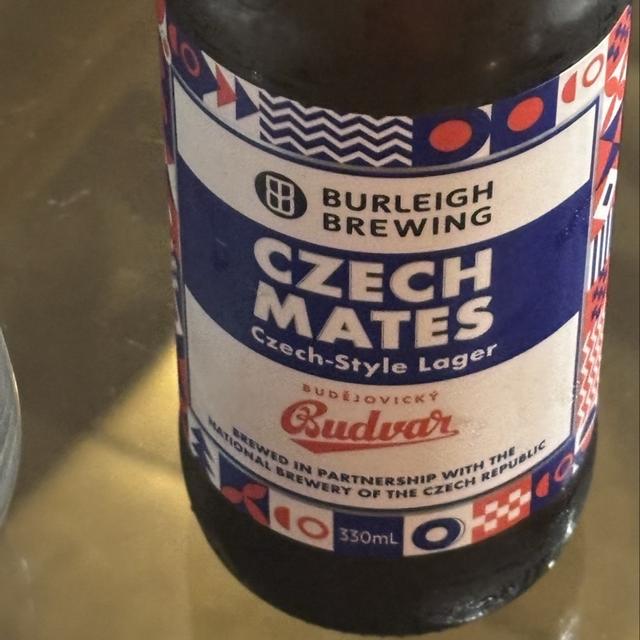 BURLEIGH
BREWING
CZECH
MATES
Czech-Style Lager
BUDĚJOVICKÝ
Budvar
BREWED IN PARTNERSHIP WITH THE
NATIONAL BREWERY OF THE CZECH REPUBLIC
330mL